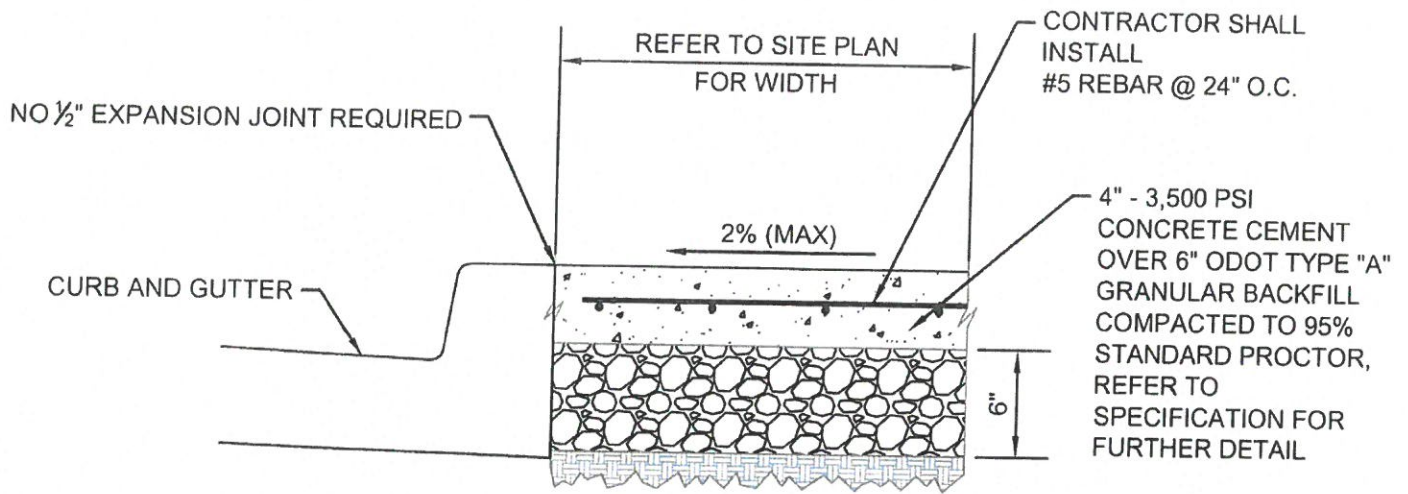 REFER TO SITE PLAN
FOR WIDTH
CONTRACTOR SHALL
INSTALL
#5 REBAR @ 24" O.C.
NO ½" EXPANSION JOINT REQUIRED
2% (MAX)
CURB AND GUTTER
4" - 3,500 PSI
CONCRETE CEMENT
OVER 6" ODOT TYPE "A"
GRANULAR BACKFILL
COMPACTED TO 95%
STANDARD PROCTOR,
REFER TO
SPECIFICATION FOR
FURTHER DETAIL
6"